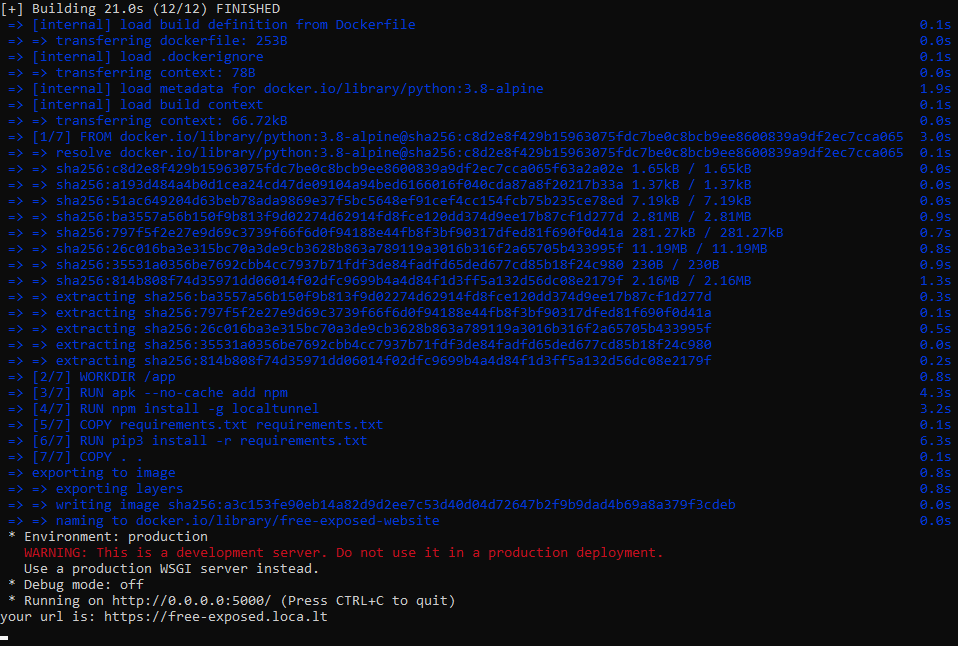 [+] Building 21.0s (12/12) FINISHED
=> [internal] load build definition from Dockerfile 0.1s
=> => transferring dockerfile: 253B 0.0s
=> [internal] load .dockerignore 0.1s
=> => transferring context: 78B 0.0s
=> [internal] load metadata for docker.io/library/python:3.8-alpine 1.9s
=> [internal] load build context 0.1s
=> => transferring context: 66.72kB 0.0s
=> [1/7] FROM docker.io/library/python:3.8-alpine@sha256:c8d2e8f429b15963075fdc7be0c8bcb9ee8600839a9df2ec7cca065 3.0s
=> => resolve docker.io/library/python:3.8-alpine@sha256:c8d2e8f429b15963075fdc7be0c8bcb9ee8600839a9df2ec7cca065 0.1s
=> => sha256:c8d2e8f429b15963075fdc7be0c8bcb9ee8600839a9df2ec7cca065f63a2a02e 1.65kB / 1.65kB 0.0s
=> => sha256:a193d484a4b0d1cea24cd47de09104a94bed6166016f040cda87a8f20217b33a 1.37kB / 1.37kB 0.0s
=> => sha256:51ac649204d63beb78ada9869e37f5bc5648ef91cef4cc154fcb75b235ce78ed 7.19kB / 7.19kB 0.0s
=> => sha256:ba3557a56b150f9b813f9d02274d62914fd8fce120dd374d9ee17b87cf1d277d 2.81MB / 2.81MB 0.9s
=> => sha256:797f5f2e27e9d69c3739f66f6d0f94188e44fb8f3bf90317dfed81f690f0d41a 281.27kB / 281.27kB 0.7s
=> => sha256:26c016ba3e315bc70a3de9cb3628b863a789119a3016b316f2a65705b433995f 11.19MB / 11.19MB 0.8s
=> => sha256:35531a0356be7692cbb4cc7937b71fdf3de84fadfd65ded677cd85b18f24c980 230B / 230B 0.9s
=> => sha256:814b808f74d35971dd06014f02dfc9699b4a4d84f1d3ff5a132d56dc08e2179f 2.16MB / 2.16MB 1.3s
=> => extracting sha256:ba3557a56b150f9b813f9d02274d62914fd8fce120dd374d9ee17b87cf1d277d 0.3s
=> => extracting sha256:797f5f2e27e9d69c3739f66f6d0f94188e44fb8f3bf90317dfed81f690f0d41a 0.1s
=> => extracting sha256:26c016ba3e315bc70a3de9cb3628b863a789119a3016b316f2a65705b433995f 0.5s
=> => extracting sha256:35531a0356be7692cbb4cc7937b71fdf3de84fadfd65ded677cd85b18f24c980 0.0s
=> => extracting sha256:814b808f74d35971dd06014f02dfc9699b4a4d84f1d3ff5a132d56dc08e2179f 0.2s
=> [2/7] WORKDIR /app 0.8s
=> [3/7] RUN apk --no-cache add npm 4.3s
=> [4/7] RUN npm install -g localtunnel 3.2s
=> [5/7] COPY requirements.txt requirements.txt 0.1s
=> [6/7] RUN pip3 install -r requirements.txt 6.3s
=> [7/7] COPY . . 0.1s
=> exporting to image 0.8s
=> => exporting layers 0.8s
=> => writing image sha256:a3c153fe90eb14a82d9d2ee7c53d40d04d72647b2f9b9dad4b69a8a379f3cdeb 0.0s
=> => naming to docker.io/library/free-exposed-website 0.0s
* Environment: production
WARNING: This is a development server. Do not use it in a production deployment.
Use a production WSGI server instead.
* Debug mode: off
* Running on http://0.0.0.0:5000/ (Press CTRL+C to quit)
your url is: https://free-exposed.loca.lt